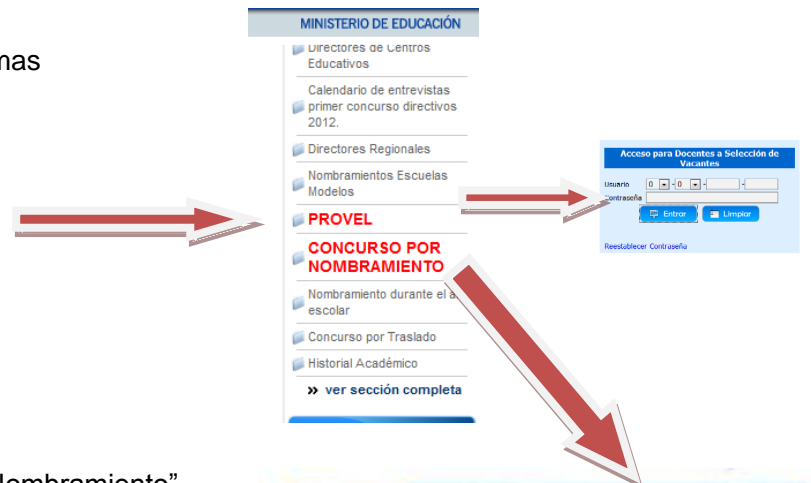 MINISTERIO DE EDUCACIÓN
Directores de Centros
Educativos
Calendario de entrevistas
primer concurso directivos
2012.
Directores Regionales
Nombramientos Escuelas
Modelos
PROVEL
CONCURSO POR
NOMBRAMIENTO
Nombramiento durante el
escolar
Concurso por Traslado
Historial Académico
» ver sección completa
Acceso para Docentes a Selección de
Vacantes
Usuario 0 - 0 - -
Contraseña
Entrar Limpiar
Reestablecer Contraseña